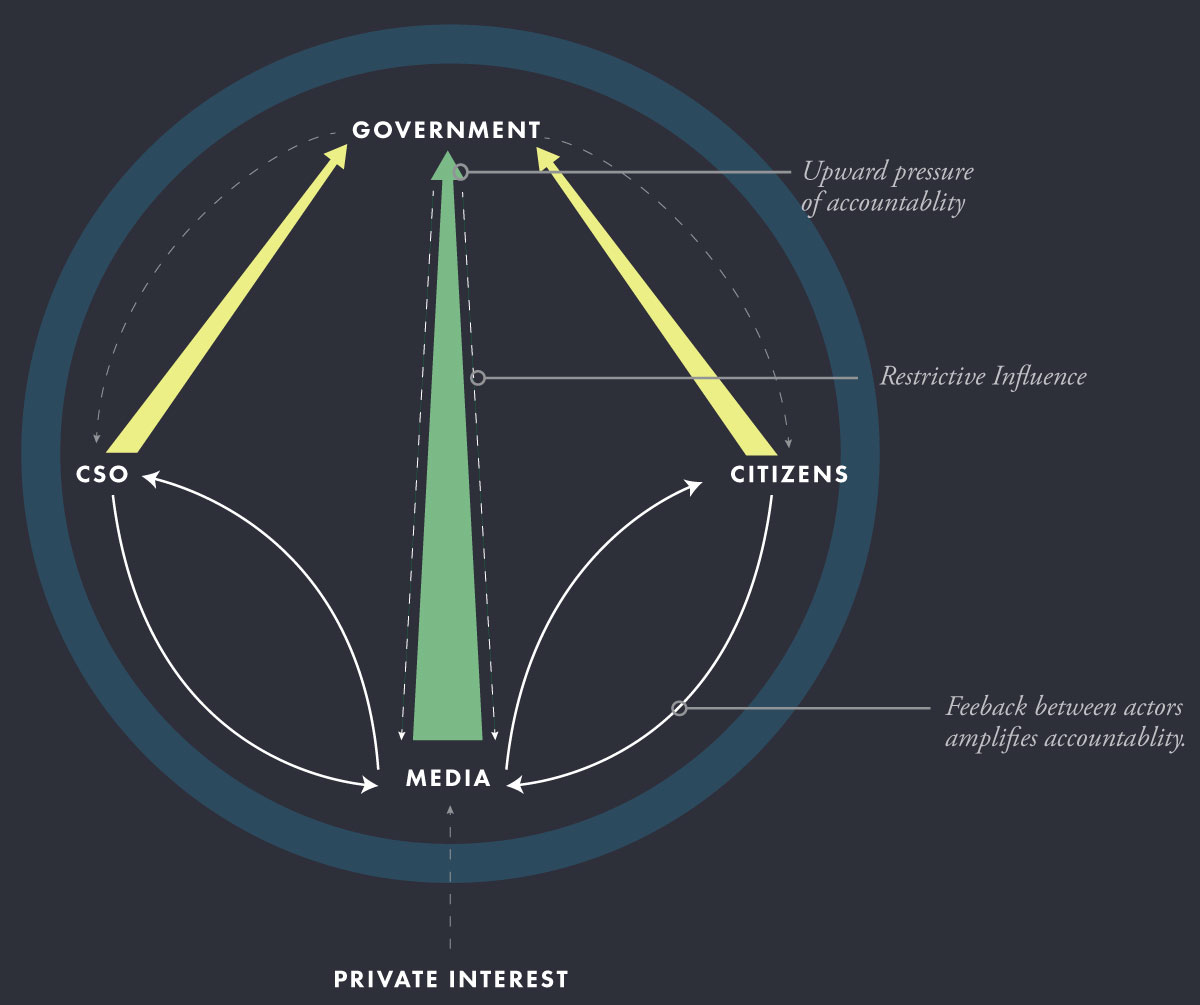 GOVERNMENT
Upward pressure
of accountablity
Restrictive Influence
CSO
CITIZENS
Feeback between actors
amplifies accountablity.
MEDIA
PRIVATE INTEREST